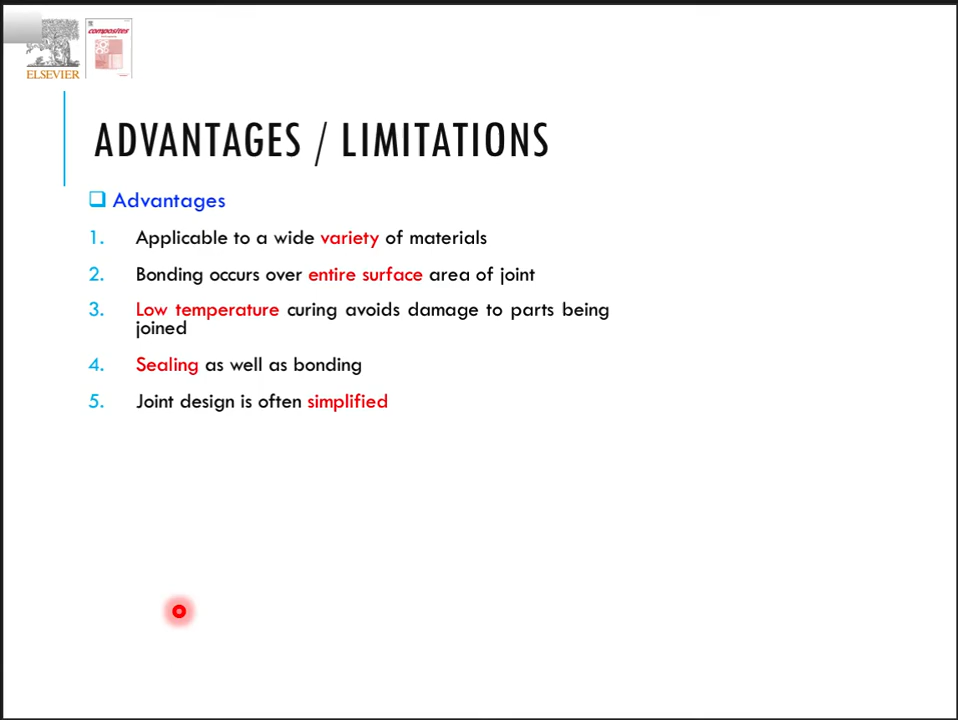 ELSEVIER
composites
ADVANTAGES / LIMITATIONS
Advantages
1. Applicable to a wide variety of materials
2. Bonding occurs over entire surface area of joint
3. Low temperature curing avoids damage to parts being
joined
4. Sealing as well as bonding
5. Joint design is often simplified